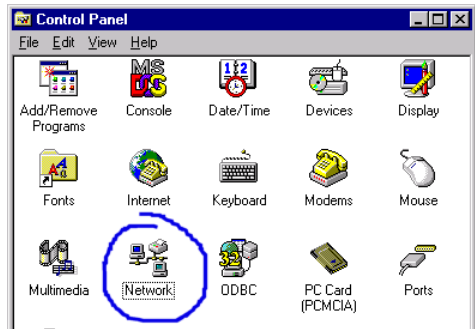 Control Panel
File Edit View Help
Add/Remove Programs
Console
Date/Time
Devices
Display
Fonts
Internet
Keyboard
Modems
Mouse
Multimedia
Network
ODBC
PC Card (PCMCIA)
Ports